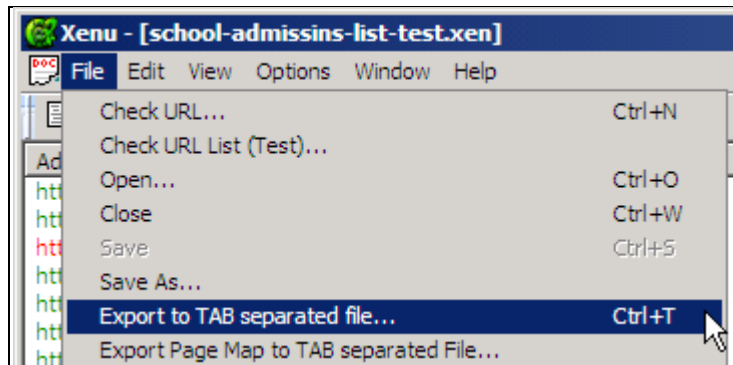 Xenu - [school-admissins-list-test.xen]
File Edit View Options Window Help
Check URL... Ctrl+N
Check URL List (Test)...
Ad
Open... Ctrl+O
htt
Close Ctrl+W
htt
Save Ctrl+S
htt
Save As...
htt
Export to TAB separated file... Ctrl+T
htt
htt
Export Page Map to TAB separated File...
htt